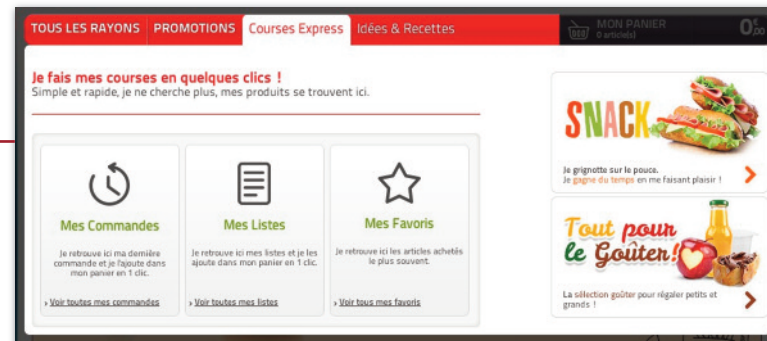 TOUS LES RAYONS PROMOTIONS Courses Express Idées & Recettes
MON PANIER
0 article(s)
0€,00
Je fais mes courses en quelques clics !
Simple et rapide, je ne cherche plus, mes produits se trouvent ici.
Mes Commandes
Je retrouve ici ma dernière
commande et je l'ajoute dans
mon panier en 1 clic.
› Voir toutes mes commandes
Mes Listes
Je retrouve ici mes listes et je les
ajoute dans mon panier en 1 clic.
› Voir toutes mes listes
Mes Favoris
Je retrouve ici les articles achetés
le plus souvent.
› Voir tous mes favoris
SNACK
Je grignotte sur le pouce.
Je gagne du temps en me faisant plaisir !
Tout pour
le Goûter!
La sélection goûter pour régaler petits et
grands !